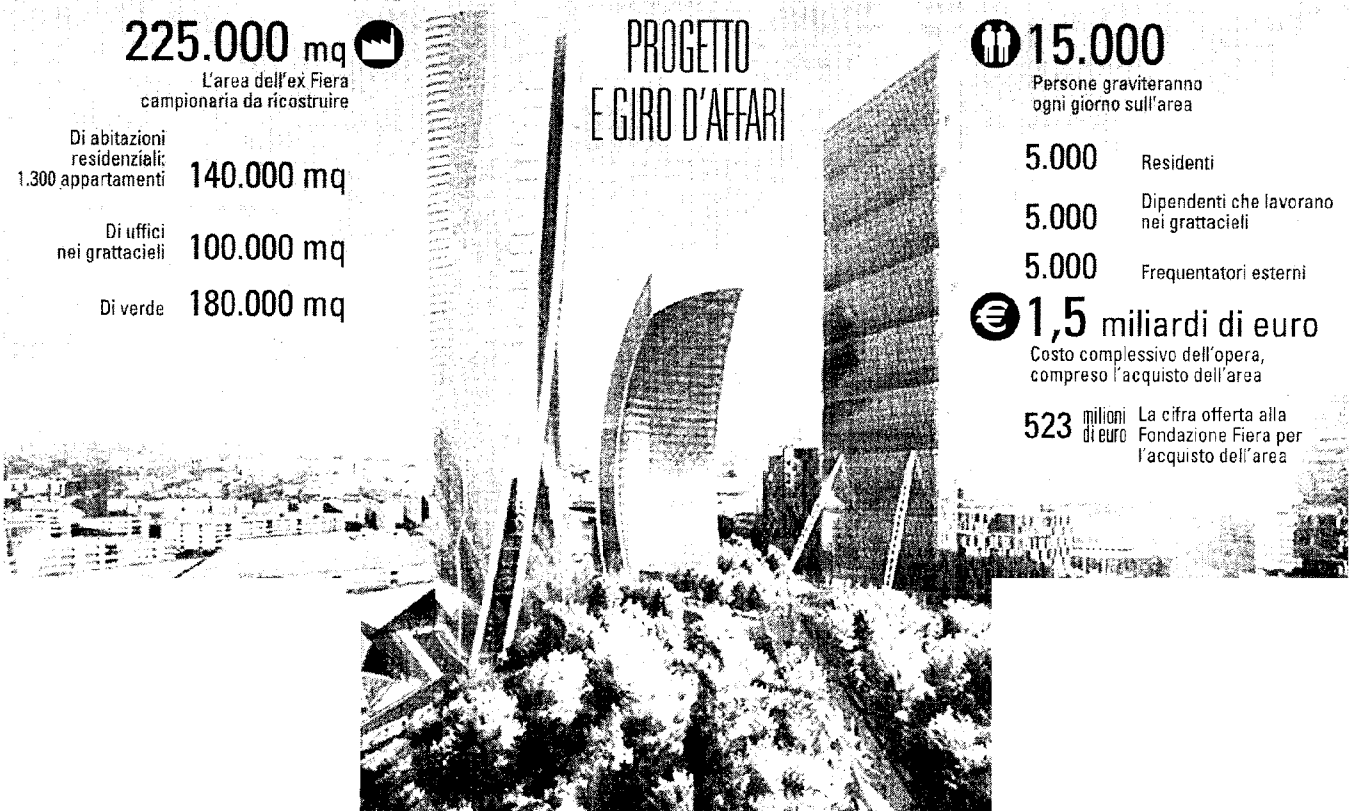 PROGETTO
E GIRO D'AFFARI
225.000 mq
L'area dell'ex Fiera
campionaria da ricostruire
Di abitazioni
residenziali:
1.300 appartamenti 140.000 mq
Di uffici
nei grattacieli 100.000 mq
Di verde 180.000 mq
15.000
Persone graviteranno
ogni giorno sull'area
5.000 Residenti
5.000 Dipendenti che lavorano
nei grattacieli
5.000 Frequentatori esterni
€ 1,5 miliardi di euro
Costo complessivo dell'opera,
compreso l'acquisto dell'area
523 milioni di euro La cifra offerta alla
Fondazione Fiera per
l'acquisto dell'area